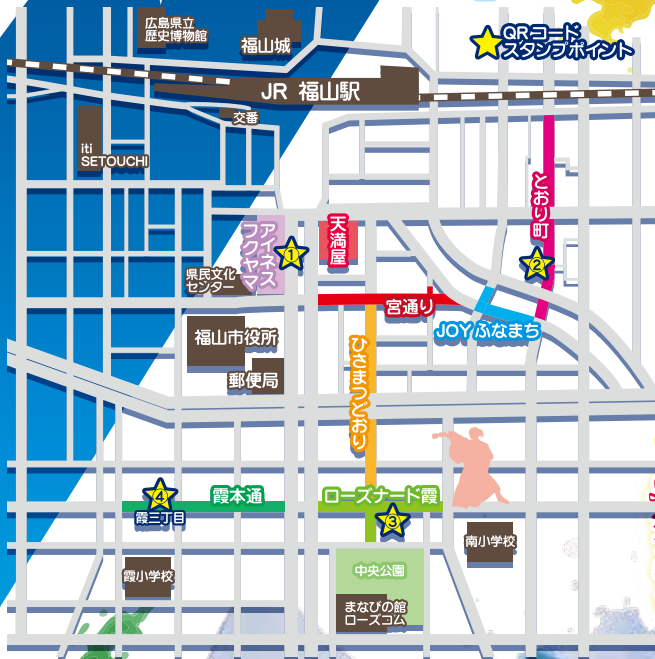 広島県立
歴史博物館
福山城
QRコード
スタンプポイント
JR 福山駅
交番
iti
SETOUCHI
とおり町
アイネス
フクヤマ
①
天満屋
②
県民文化
センター
宮通り
JOYふなまち
福山市役所
ひさまつどおり
郵便局
④
霞三丁目
霞本通
ローズナード霞
③
南小学校
霞小学校
中央公園
まなびの館
ローズコム